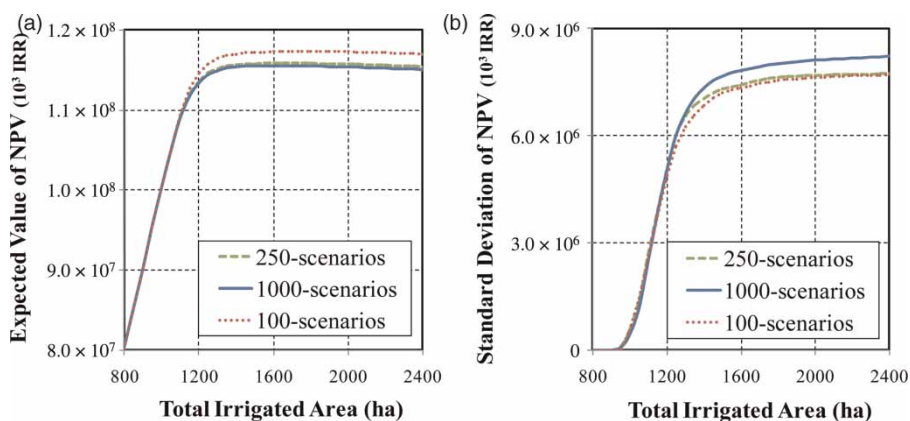 (a)
Expected Value of NPV (10³ IRR)
1.2 × 10⁸
1.1 × 10⁸
1.0 × 10⁸
9.0 × 10⁷
8.0 × 10⁷
250-scenarios
1000-scenarios
100-scenarios
800 1200 1600 2000 2400
Total Irrigated Area (ha)
(b)
Standard Deviation of NPV (10³ IRR)
9.0 × 10⁶
6.0 × 10⁶
3.0 × 10⁶
0
250-scenarios
1000-scenarios
100-scenarios
800 1200 1600 2000 2400
Total Irrigated Area (ha)